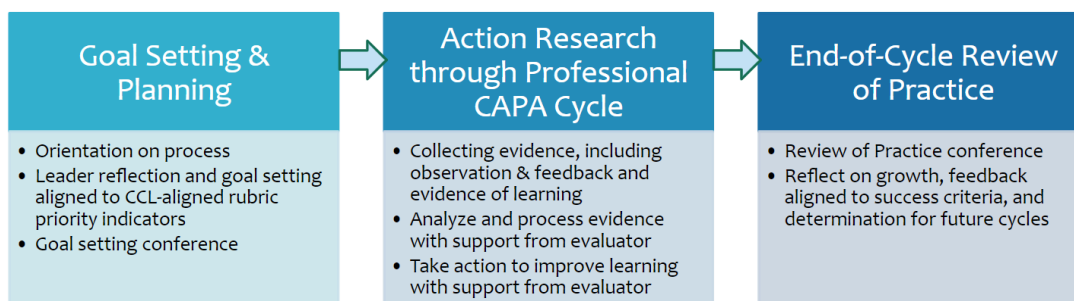 Goal Setting &
Planning
• Orientation on process
• Leader reflection and goal setting
aligned to CCL-aligned rubric
priority indicators
• Goal setting conference
Action Research
through Professional
CAPA Cycle
• Collecting evidence, including
observation & feedback and
evidence of learning
• Analyze and process evidence
with support from evaluator
• Take action to improve learning
with support from evaluator
End-of-Cycle Review
of Practice
• Review of Practice conference
• Reflect on growth, feedback
aligned to success criteria, and
determination for future cycles